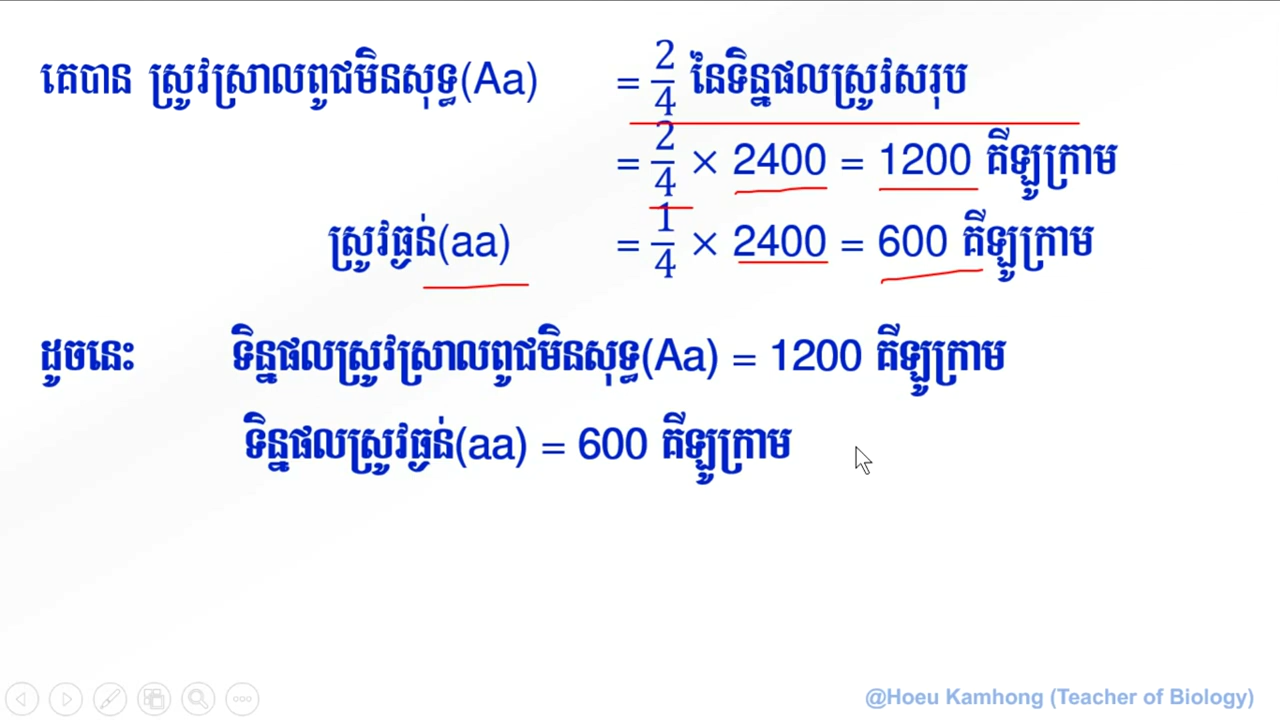 គេបាន ស្រូវស្រាលពូជមិនសុទ្ធ(Aa) = 2/4 នៃទិន្នផលស្រូវសរុប
= 2/4 × 2400 = 1200 គីឡូក្រាម
ស្រូវធ្ងន់(aa) = 1/4 × 2400 = 600 គីឡូក្រាម
ដូចនេះ ទិន្នផលស្រូវស្រាលពូជមិនសុទ្ធ(Aa) = 1200 គីឡូក្រាម
ទិន្នផលស្រូវធ្ងន់(aa) = 600 គីឡូក្រាម
@Hoeu Kamhong (Teacher of Biology)